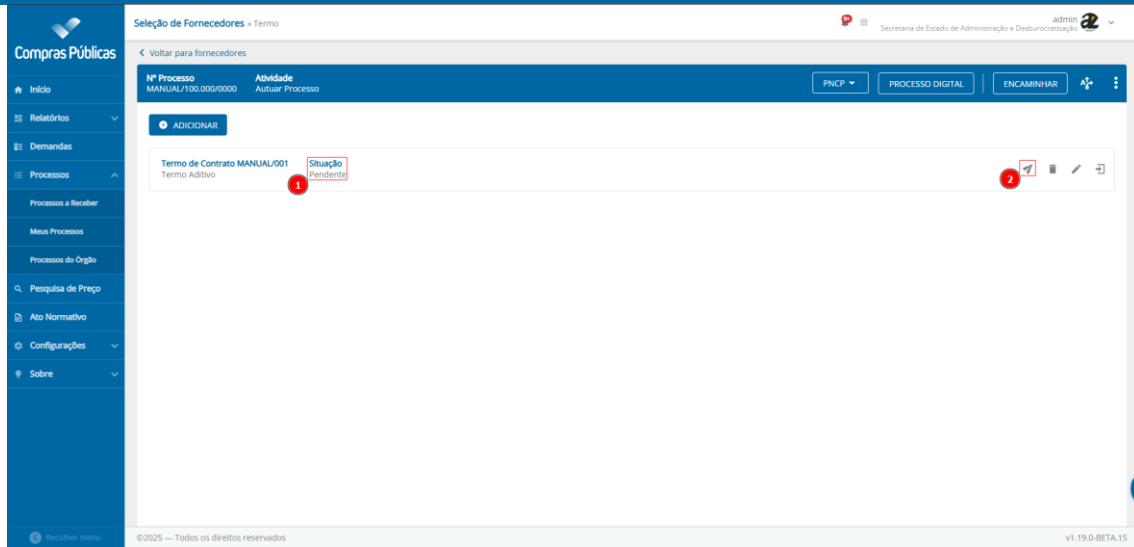 Compras Públicas
Início
Relatórios
Demandas
Processos
Processos a Receber
Meus Processos
Processos do Órgão
Pesquisa de Preço
Ato Normativo
Configurações
Sobre
Recolher menu
Seleção de Fornecedores » Termo
9+
admin
Secretaria de Estado de Administração e Desburocratização
Voltar para fornecedores
Nº Processo Atividade
MANUAL/100.000/0000 Autuar Processo
PNCP PROCESSO DIGITAL ENCAMINHAR
ADICIONAR
Termo de Contrato MANUAL/001 Situação
Termo Aditivo Pendente
1
2
©2025 — Todos os direitos reservados v1.19.0-BETA.15